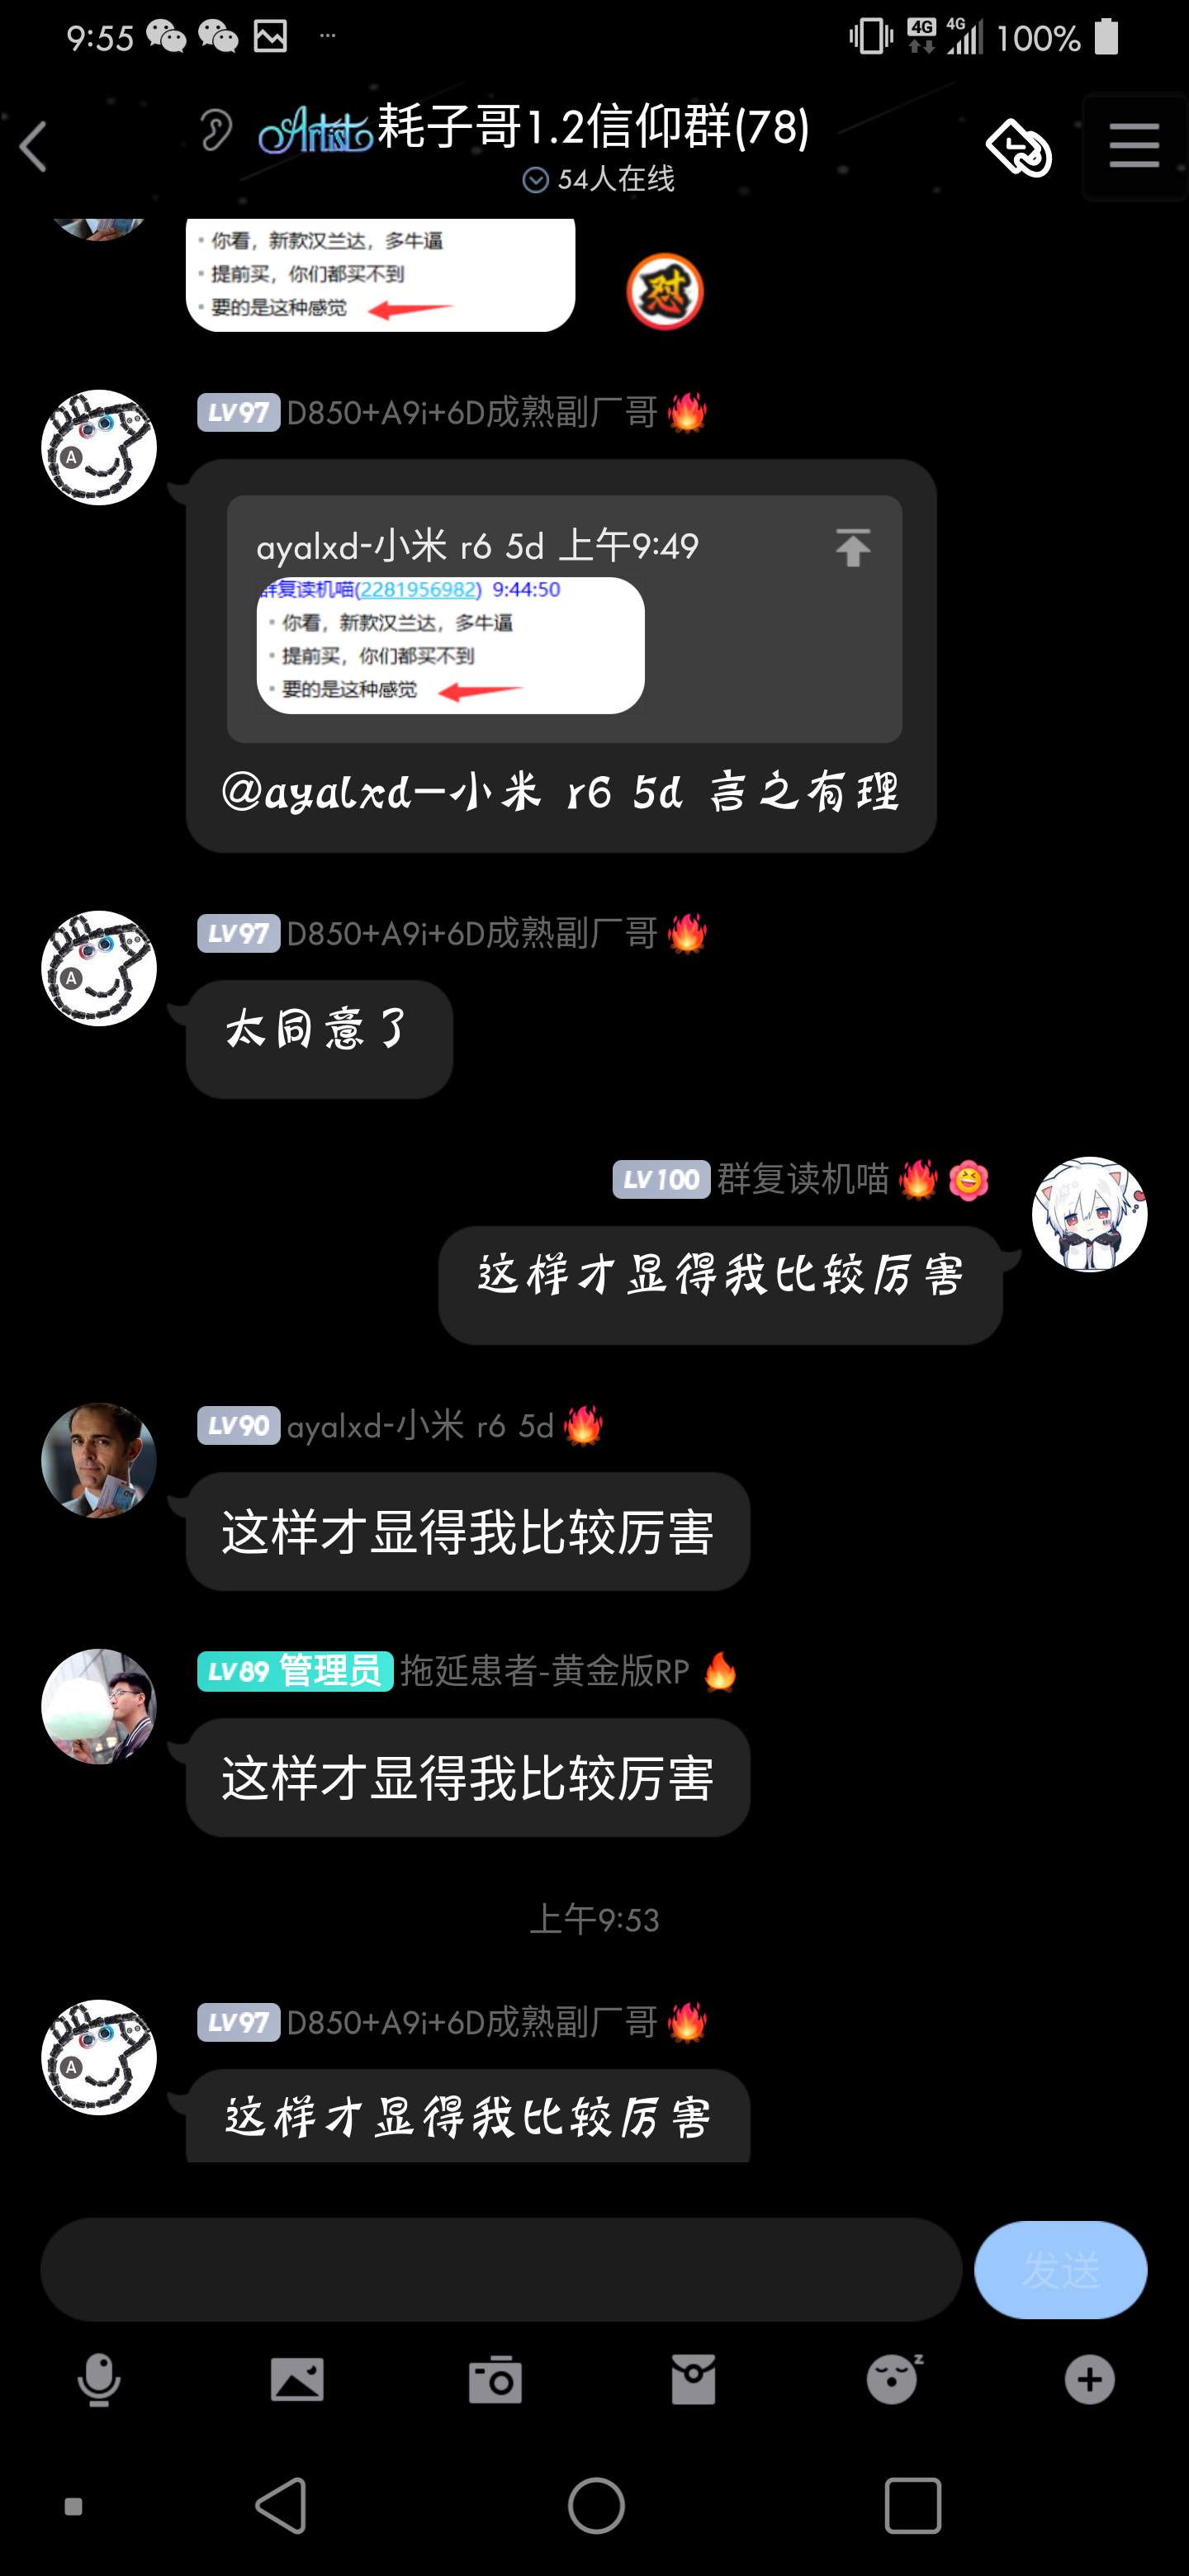 9:55 ... 4G 4G 100%
Artist 耗子哥1.2信仰群(78)
54人在线
你看，新款汉兰达，多牛逼
提前买，你们都买不到
要的是这种感觉
怼
LV97 D850+A9i+6D成熟副厂哥
ayalxd-小米 r6 5d 上午9:49
群复读机喵(2281956982) 9:44:50
你看，新款汉兰达，多牛逼
提前买，你们都买不到
要的是这种感觉
@ayalxd-小米 r6 5d 言之有理
A
LV97 D850+A9i+6D成熟副厂哥
太同意了
A
LV100 群复读机喵
这样才显得我比较厉害
LV90 ayalxd-小米 r6 5d
这样才显得我比较厉害
LV89 管理员 拖延患者-黄金版RP
这样才显得我比较厉害
上午9:53
LV97 D850+A9i+6D成熟副厂哥
A
这样才显得我比较厉害
发送